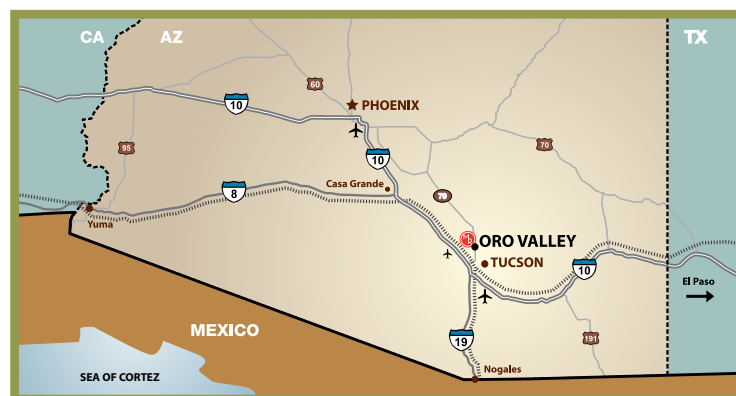 CA
AZ
TX
60
10
PHOENIX
95
10
70
8
Casa Grande
70
Yuma
ORO VALLEY
TUCSON
10
El Paso
MEXICO
19
191
Nogales
SEA OF CORTEZ